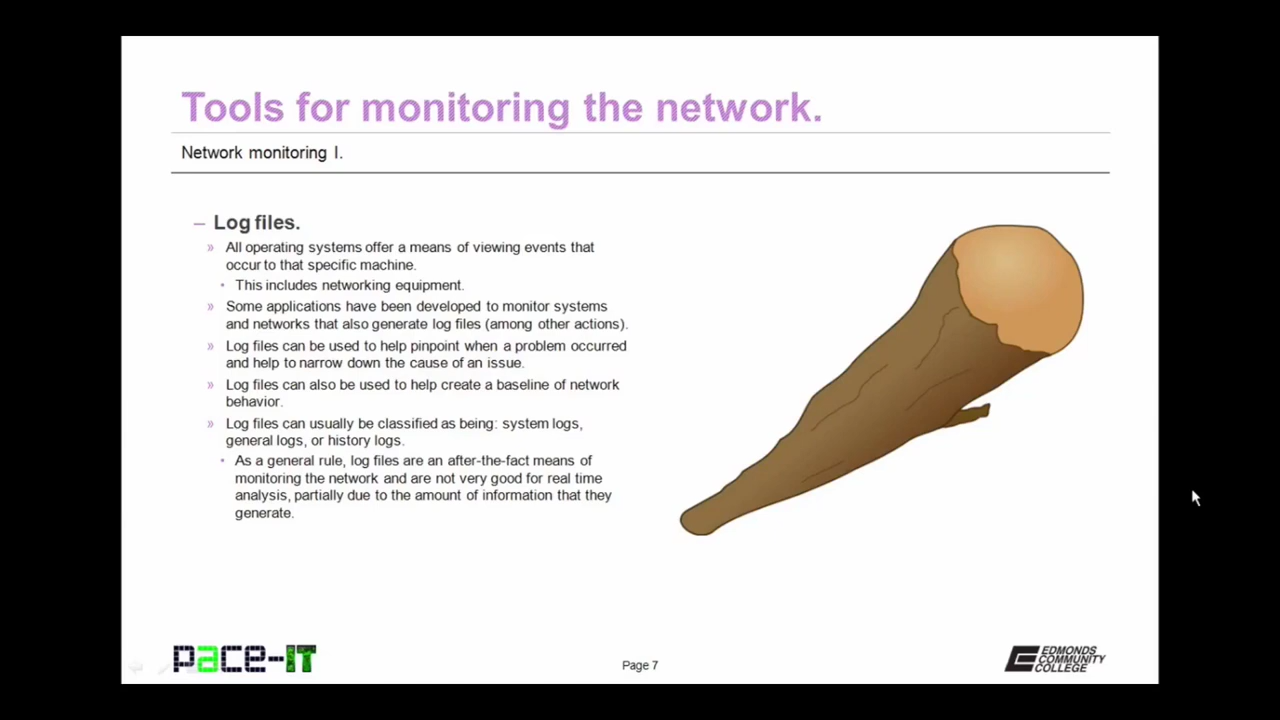 Tools for monitoring the network.
Network monitoring I.
– Log files.
» All operating systems offer a means of viewing events that
occur to that specific machine.
• This includes networking equipment.
» Some applications have been developed to monitor systems
and networks that also generate log files (among other actions).
» Log files can be used to help pinpoint when a problem occurred
and help to narrow down the cause of an issue.
» Log files can also be used to help create a baseline of network
behavior.
» Log files can usually be classified as being: system logs,
general logs, or history logs.
• As a general rule, log files are an after-the-fact means of
monitoring the network and are not very good for real time
analysis, partially due to the amount of information that they
generate.
pace-IT
Page 7
EDMONDS
COMMUNITY
COLLEGE